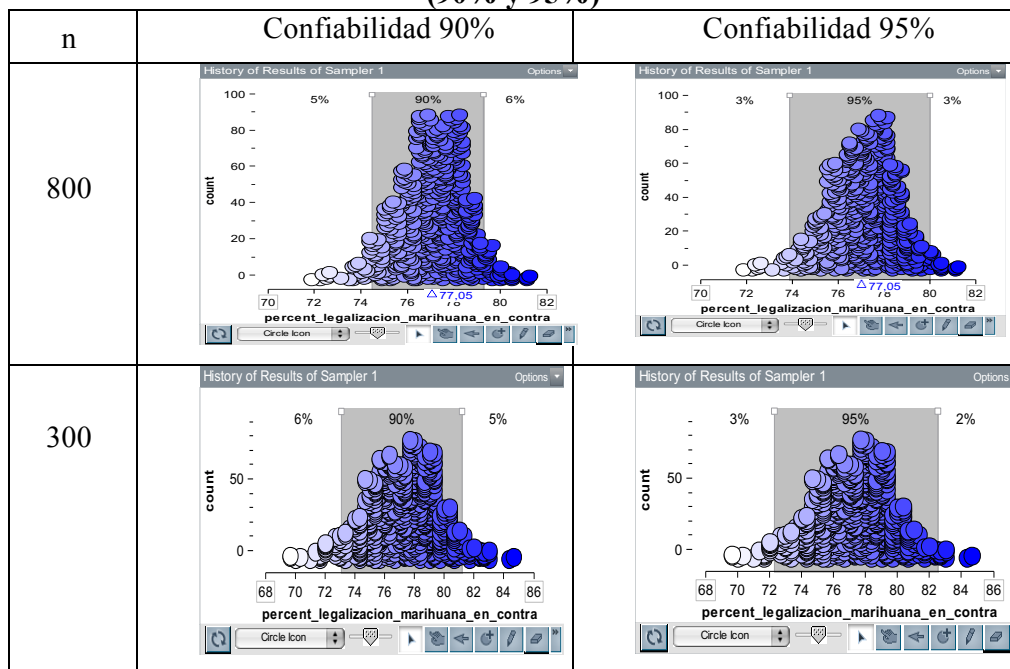 (90% y 95%)
n Confiabilidad 90% Confiabilidad 95%
800
History of Results of Sampler 1 Options
5% 90% 6%
100
80
60
40
20
0
count
70 72 74 76 78 80 82
77,05
percent_legalizacion_marihuana_en_contra
Circle Icon
History of Results of Sampler 1 Options
3% 95% 3%
100
80
60
40
20
0
count
70 72 74 76 78 80 82
77,05
percent_legalizacion_marihuana_en_contra
Circle Icon
300
History of Results of Sampler 1 Options
6% 90% 5%
50
0
count
68 70 72 74 76 78 80 82 84 86
percent_legalizacion_marihuana_en_contra
Circle Icon
History of Results of Sampler 1 Options
3% 95% 2%
50
0
count
68 70 72 74 76 78 80 82 84 86
percent_legalizacion_marihuana_en_contra
Circle Icon